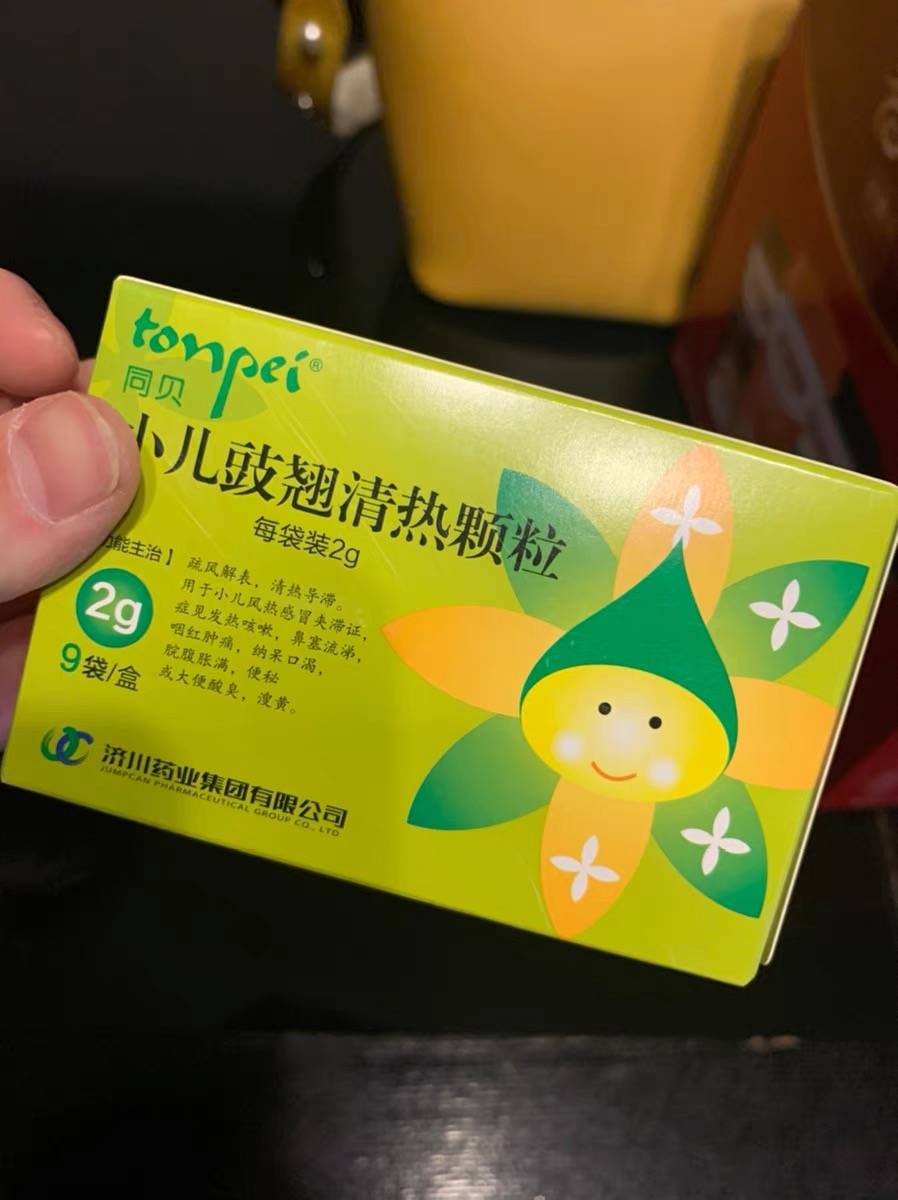 tonpei®
同贝
小儿豉翘清热颗粒
每袋装2g
功能主治】
疏风解表，清热导滞。
用于小儿风热感冒夹滞证，
症见发热咳嗽，鼻塞流涕，
咽红肿痛，纳呆口渴，
脘腹胀满，便秘
或大便酸臭，溲黄。
2g
9袋/盒
济川药业集团有限公司
JUMPCAN PHARMACEUTICAL GROUP CO., LTD.